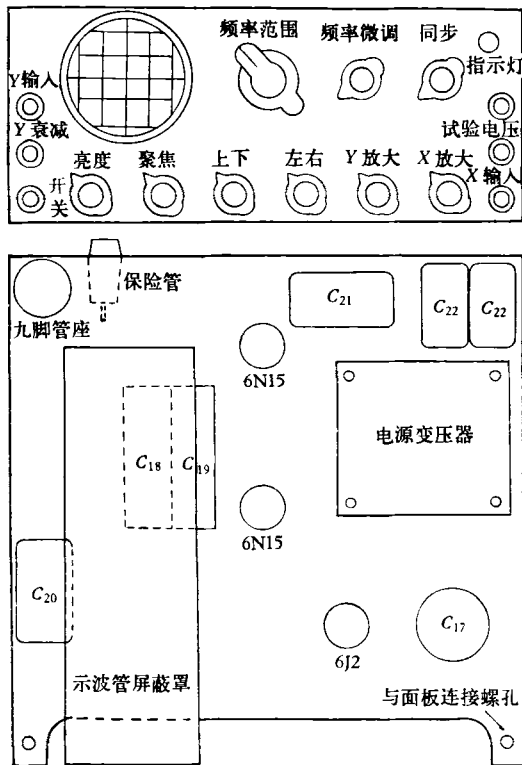 频率范围
频率微调
同步
指示灯
Y输入
Y衰减
试验电压
亮度
聚焦
上下
左右
Y放大
X放大
X输入
开
关
保险管
九脚管座
C21
C22
C22
6N15
电源变压器
C18
C19
6N15
C20
6J2
C17
示波管屏蔽罩
与面板连接螺孔